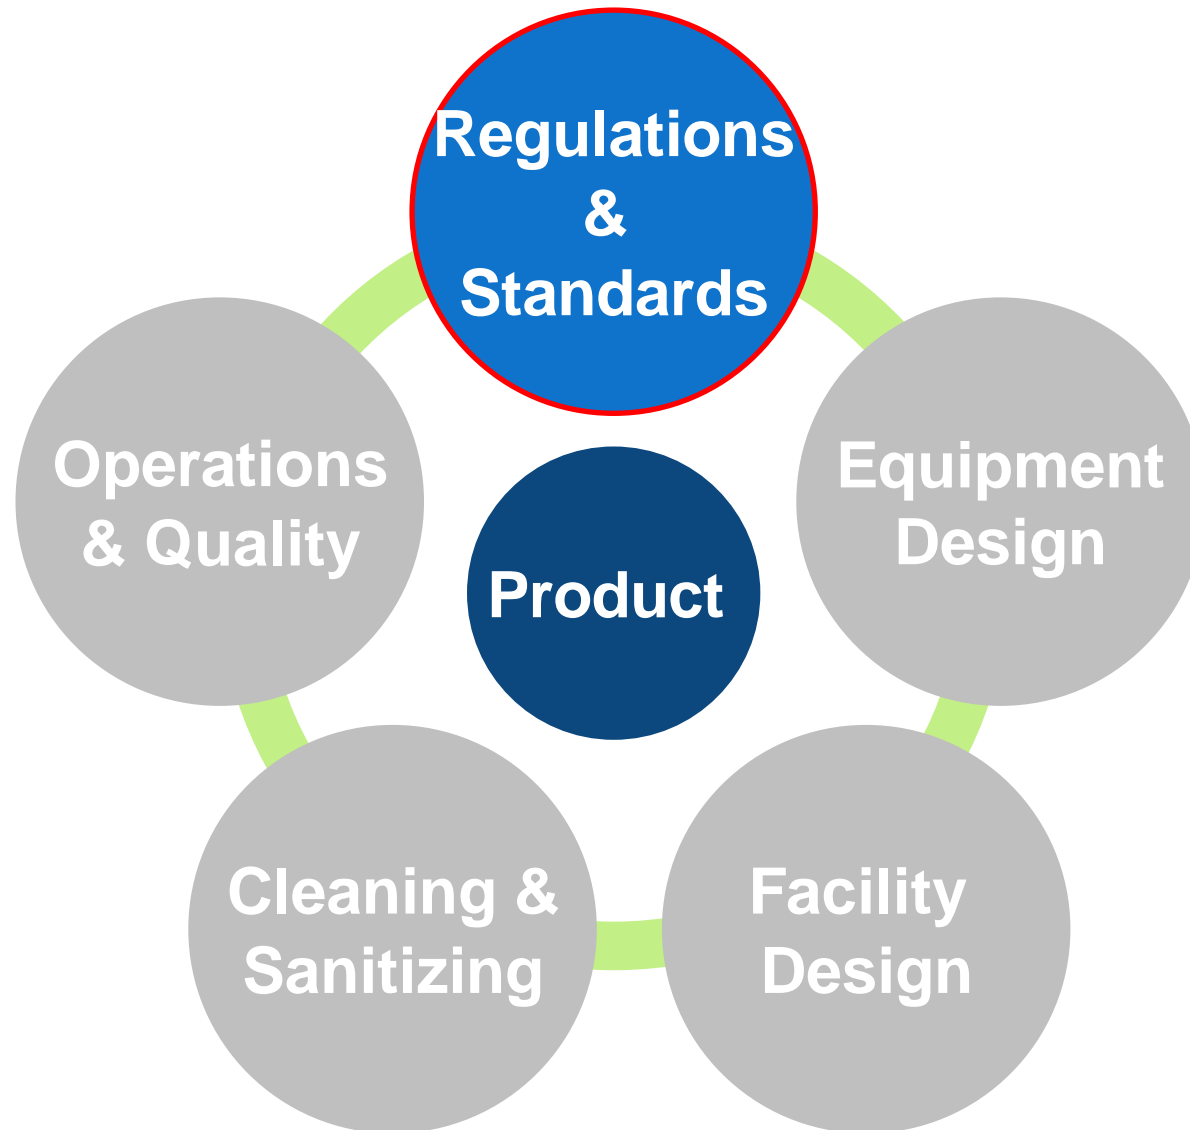 Regulations
&
Standards
Operations
& Quality
Equipment
Design
Product
Cleaning &
Sanitizing
Facility
Design